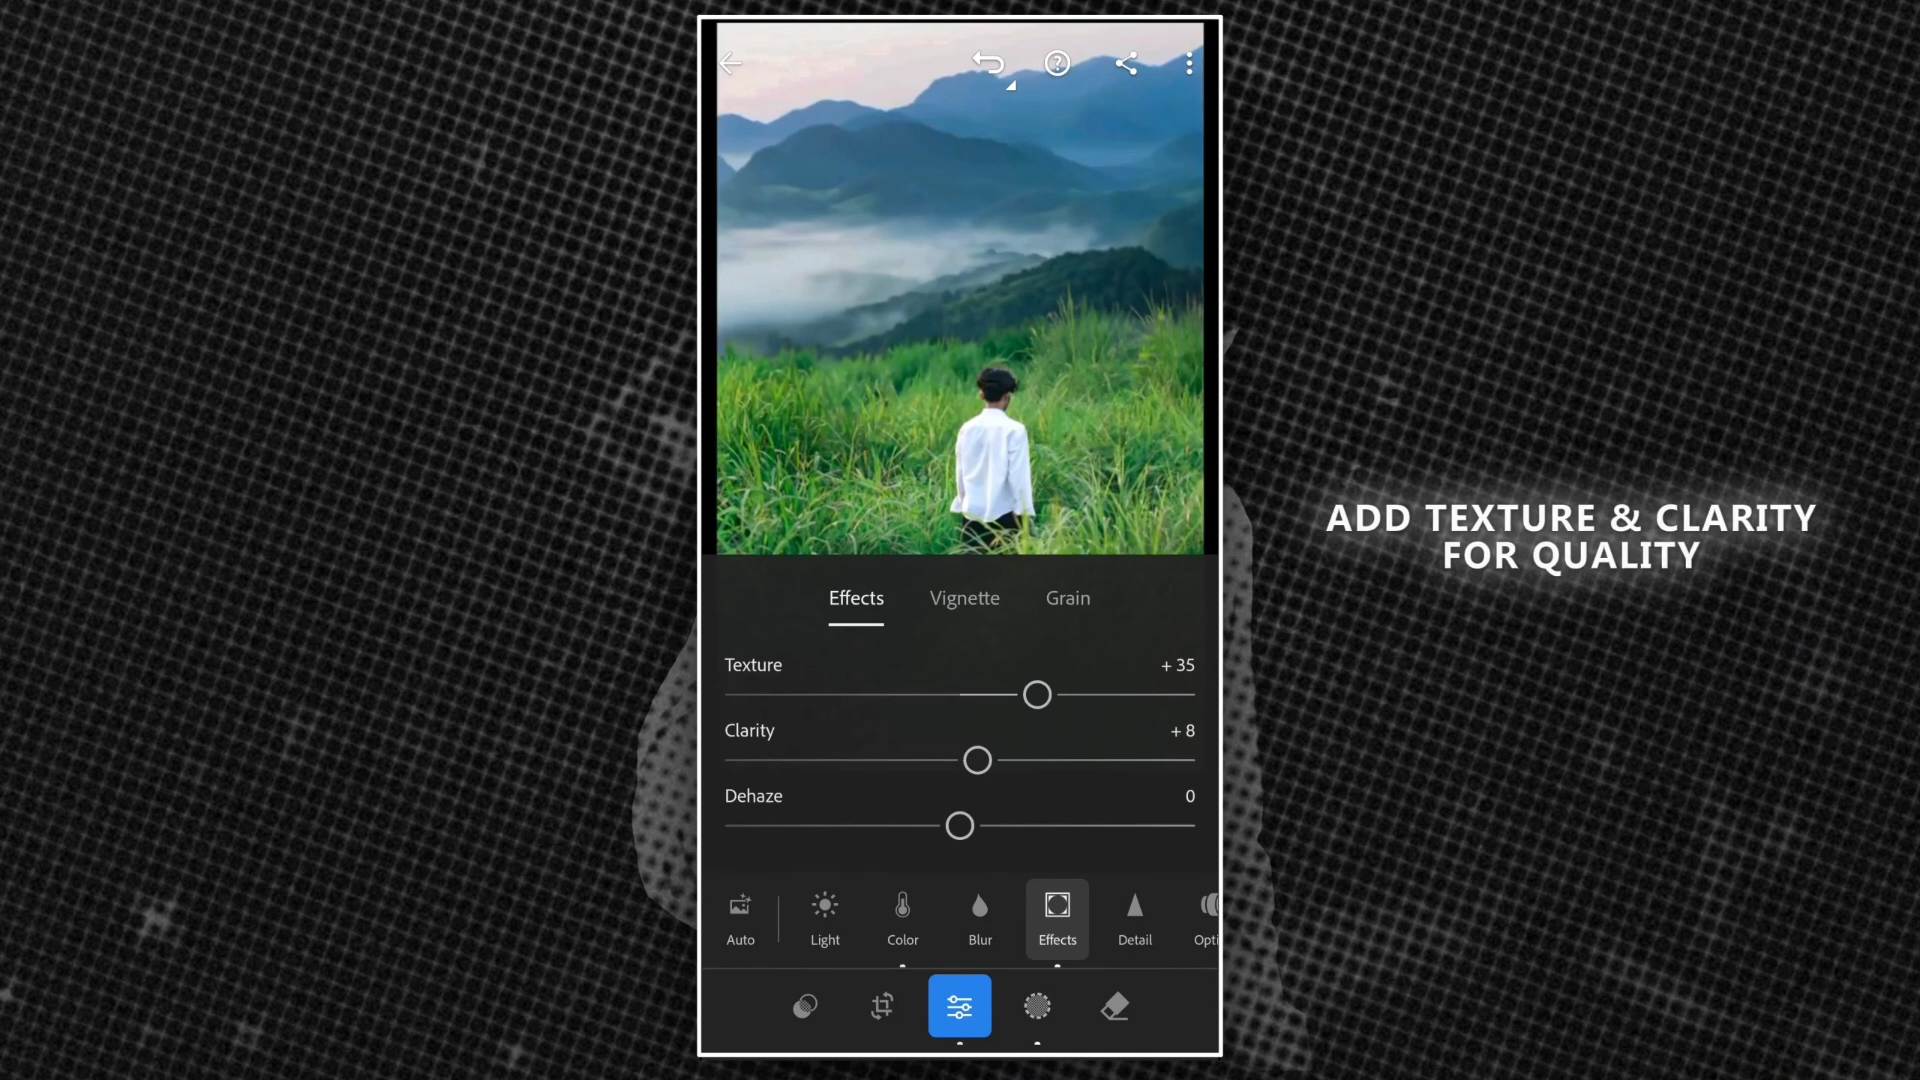 ADD TEXTURE & CLARITY
FOR QUALITY
Effects Vignette Grain
Texture + 35
Clarity + 8
Dehaze 0
Auto Light Color Blur Effects Detail Opti